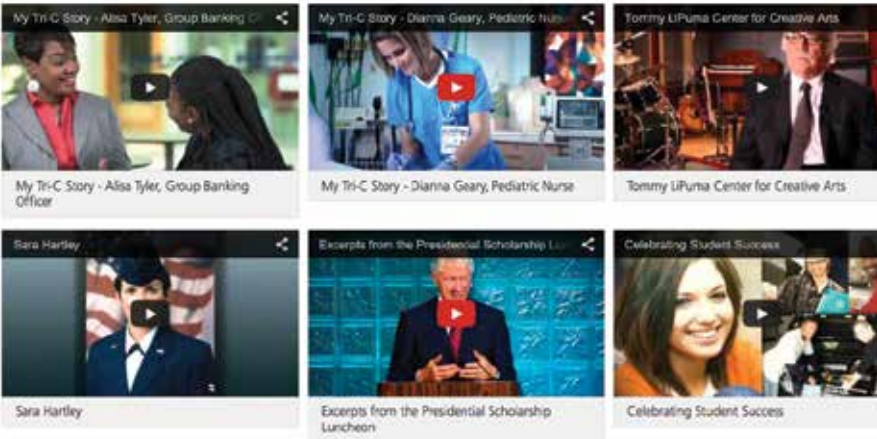 My Tri-C Story - Alisa Tyler, Group Banking
My Tri-C Story - Dianna Geary, Pediatric Nurse
Tommy LiPuma Center for Creative Arts
My Tri-C Story - Alisa Tyler, Group Banking
Officer
My Tri-C Story - Dianna Geary, Pediatric Nurse
Tommy LiPuma Center for Creative Arts
Sara Hartley
Excerpts from the Presidential Scholarship
Celebrating Student Success
Sara Hartley
Excerpts from the Presidential Scholarship
Luncheon
Celebrating Student Success